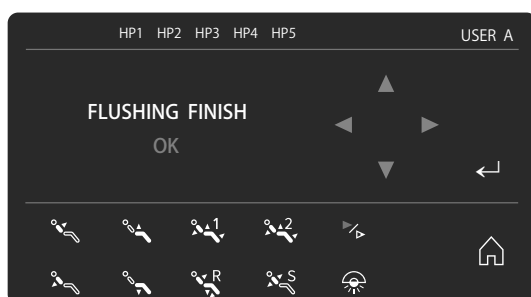 HP1 HP2 HP3 HP4 HP5 USER A
FLUSHING FINISH
OK
1 2
R S